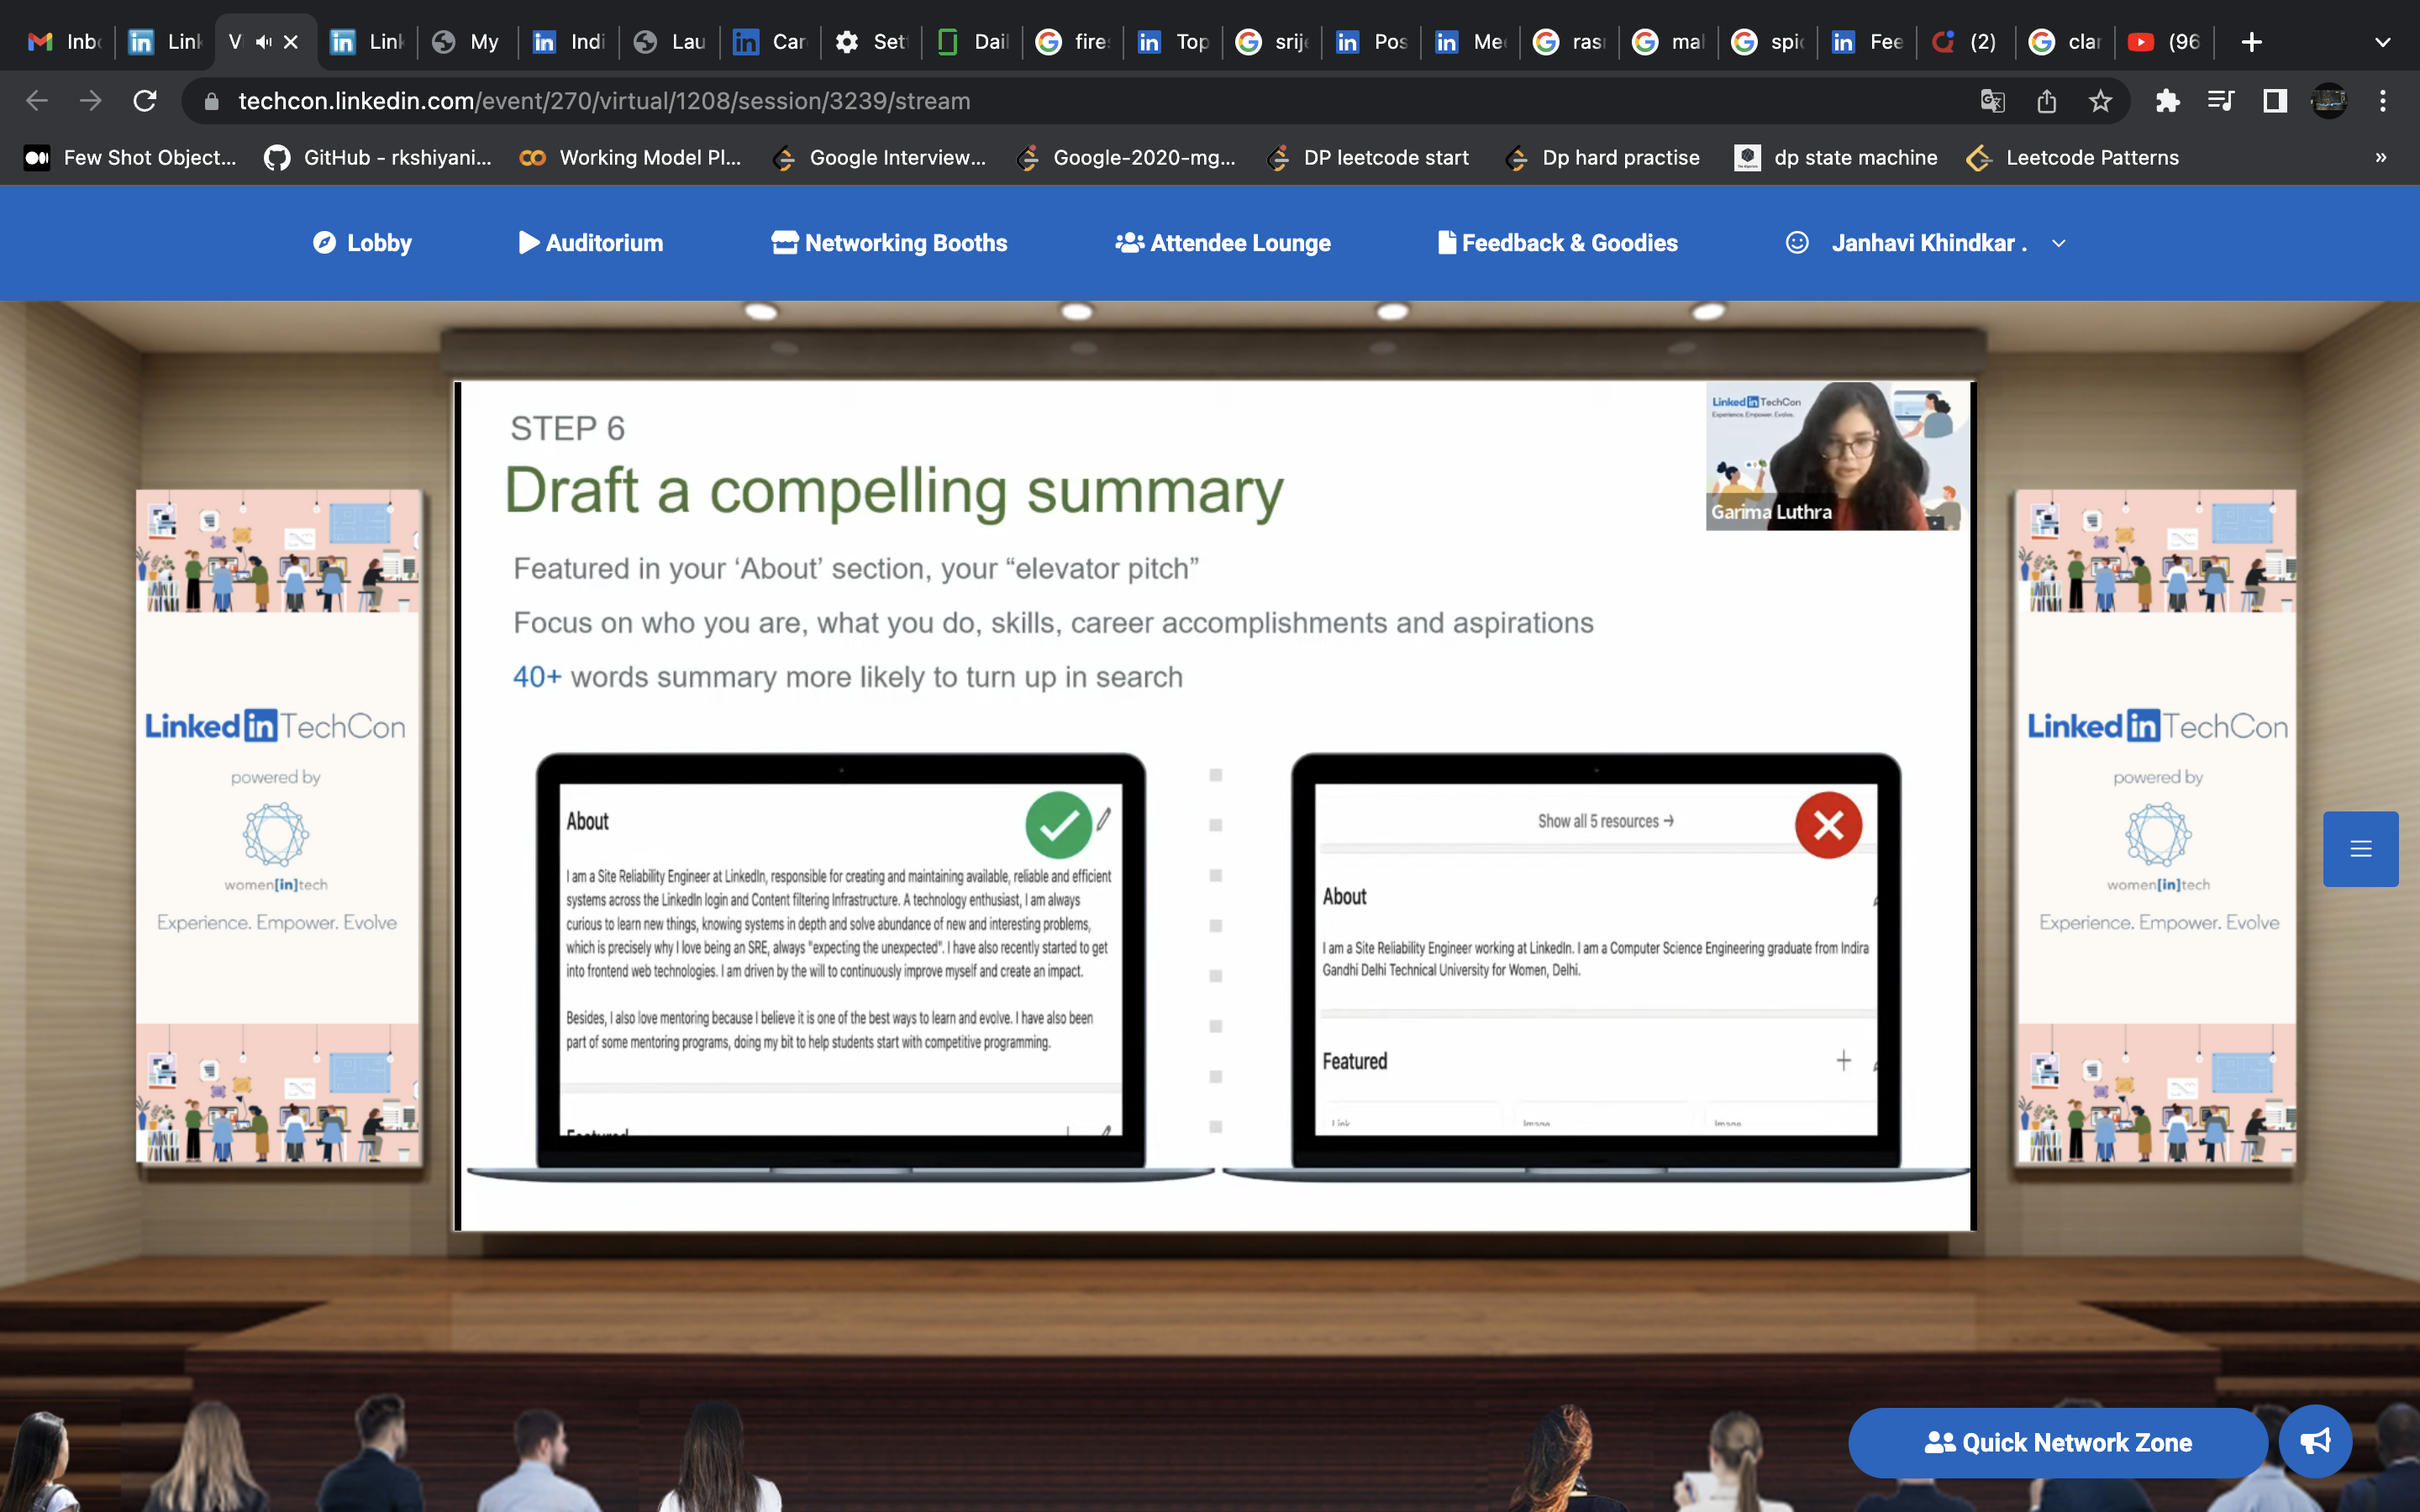 Inb
Link
V
Link
My
Indi
Lau
Car
Set
Dail
fire
Top
srij
Pos
Me
ras
mal
spic
Fee
(2)
clar
(96
techcon.linkedin.com/event/270/virtual/1208/session/3239/stream
Few Shot Object...
GitHub - rkshiyani...
Working Model Pl...
Google Interview...
Google-2020-mg...
DP leetcode start
Dp hard practise
dp state machine
Leetcode Patterns
»
Lobby
Auditorium
Networking Booths
Attendee Lounge
Feedback & Goodies
Janhavi Khindkar .
STEP 6
Draft a compelling summary
Featured in your ‘About’ section, your “elevator pitch”
Focus on who you are, what you do, skills, career accomplishments and aspirations
40+ words summary more likely to turn up in search
LinkedIn TechCon
Experience. Empower. Evolve.
Garima Luthra
About
I am a Site Reliability Engineer at LinkedIn, responsible for creating and maintaining available, reliable and efficient
systems across the LinkedIn login and Content filtering Infrastructure. A technology enthusiast, I am always
curious to learn new things, knowing systems in depth and solve abundance of new and interesting problems,
which is precisely why I love being an SRE, always "expecting the unexpected". I have also recently started to get
into frontend web technologies. I am driven by the will to continuously improve myself and create an impact.
Besides, I also love mentoring because I believe it is one of the best ways to learn and evolve. I have also been
part of some mentoring programs, doing my bit to help students start with competitive programming.
Featured
Show all 5 resources →
About
I am a Site Reliability Engineer working at LinkedIn. I am a Computer Science Engineering graduate from Indira
Gandhi Delhi Technical University for Women, Delhi.
Featured
Link
Image
Image
Linkedin TechCon
powered by
women[in]tech
Experience. Empower. Evolve
Linkedin TechCon
powered by
women[in]tech
Experience. Empower. Evolve
Quick Network Zone